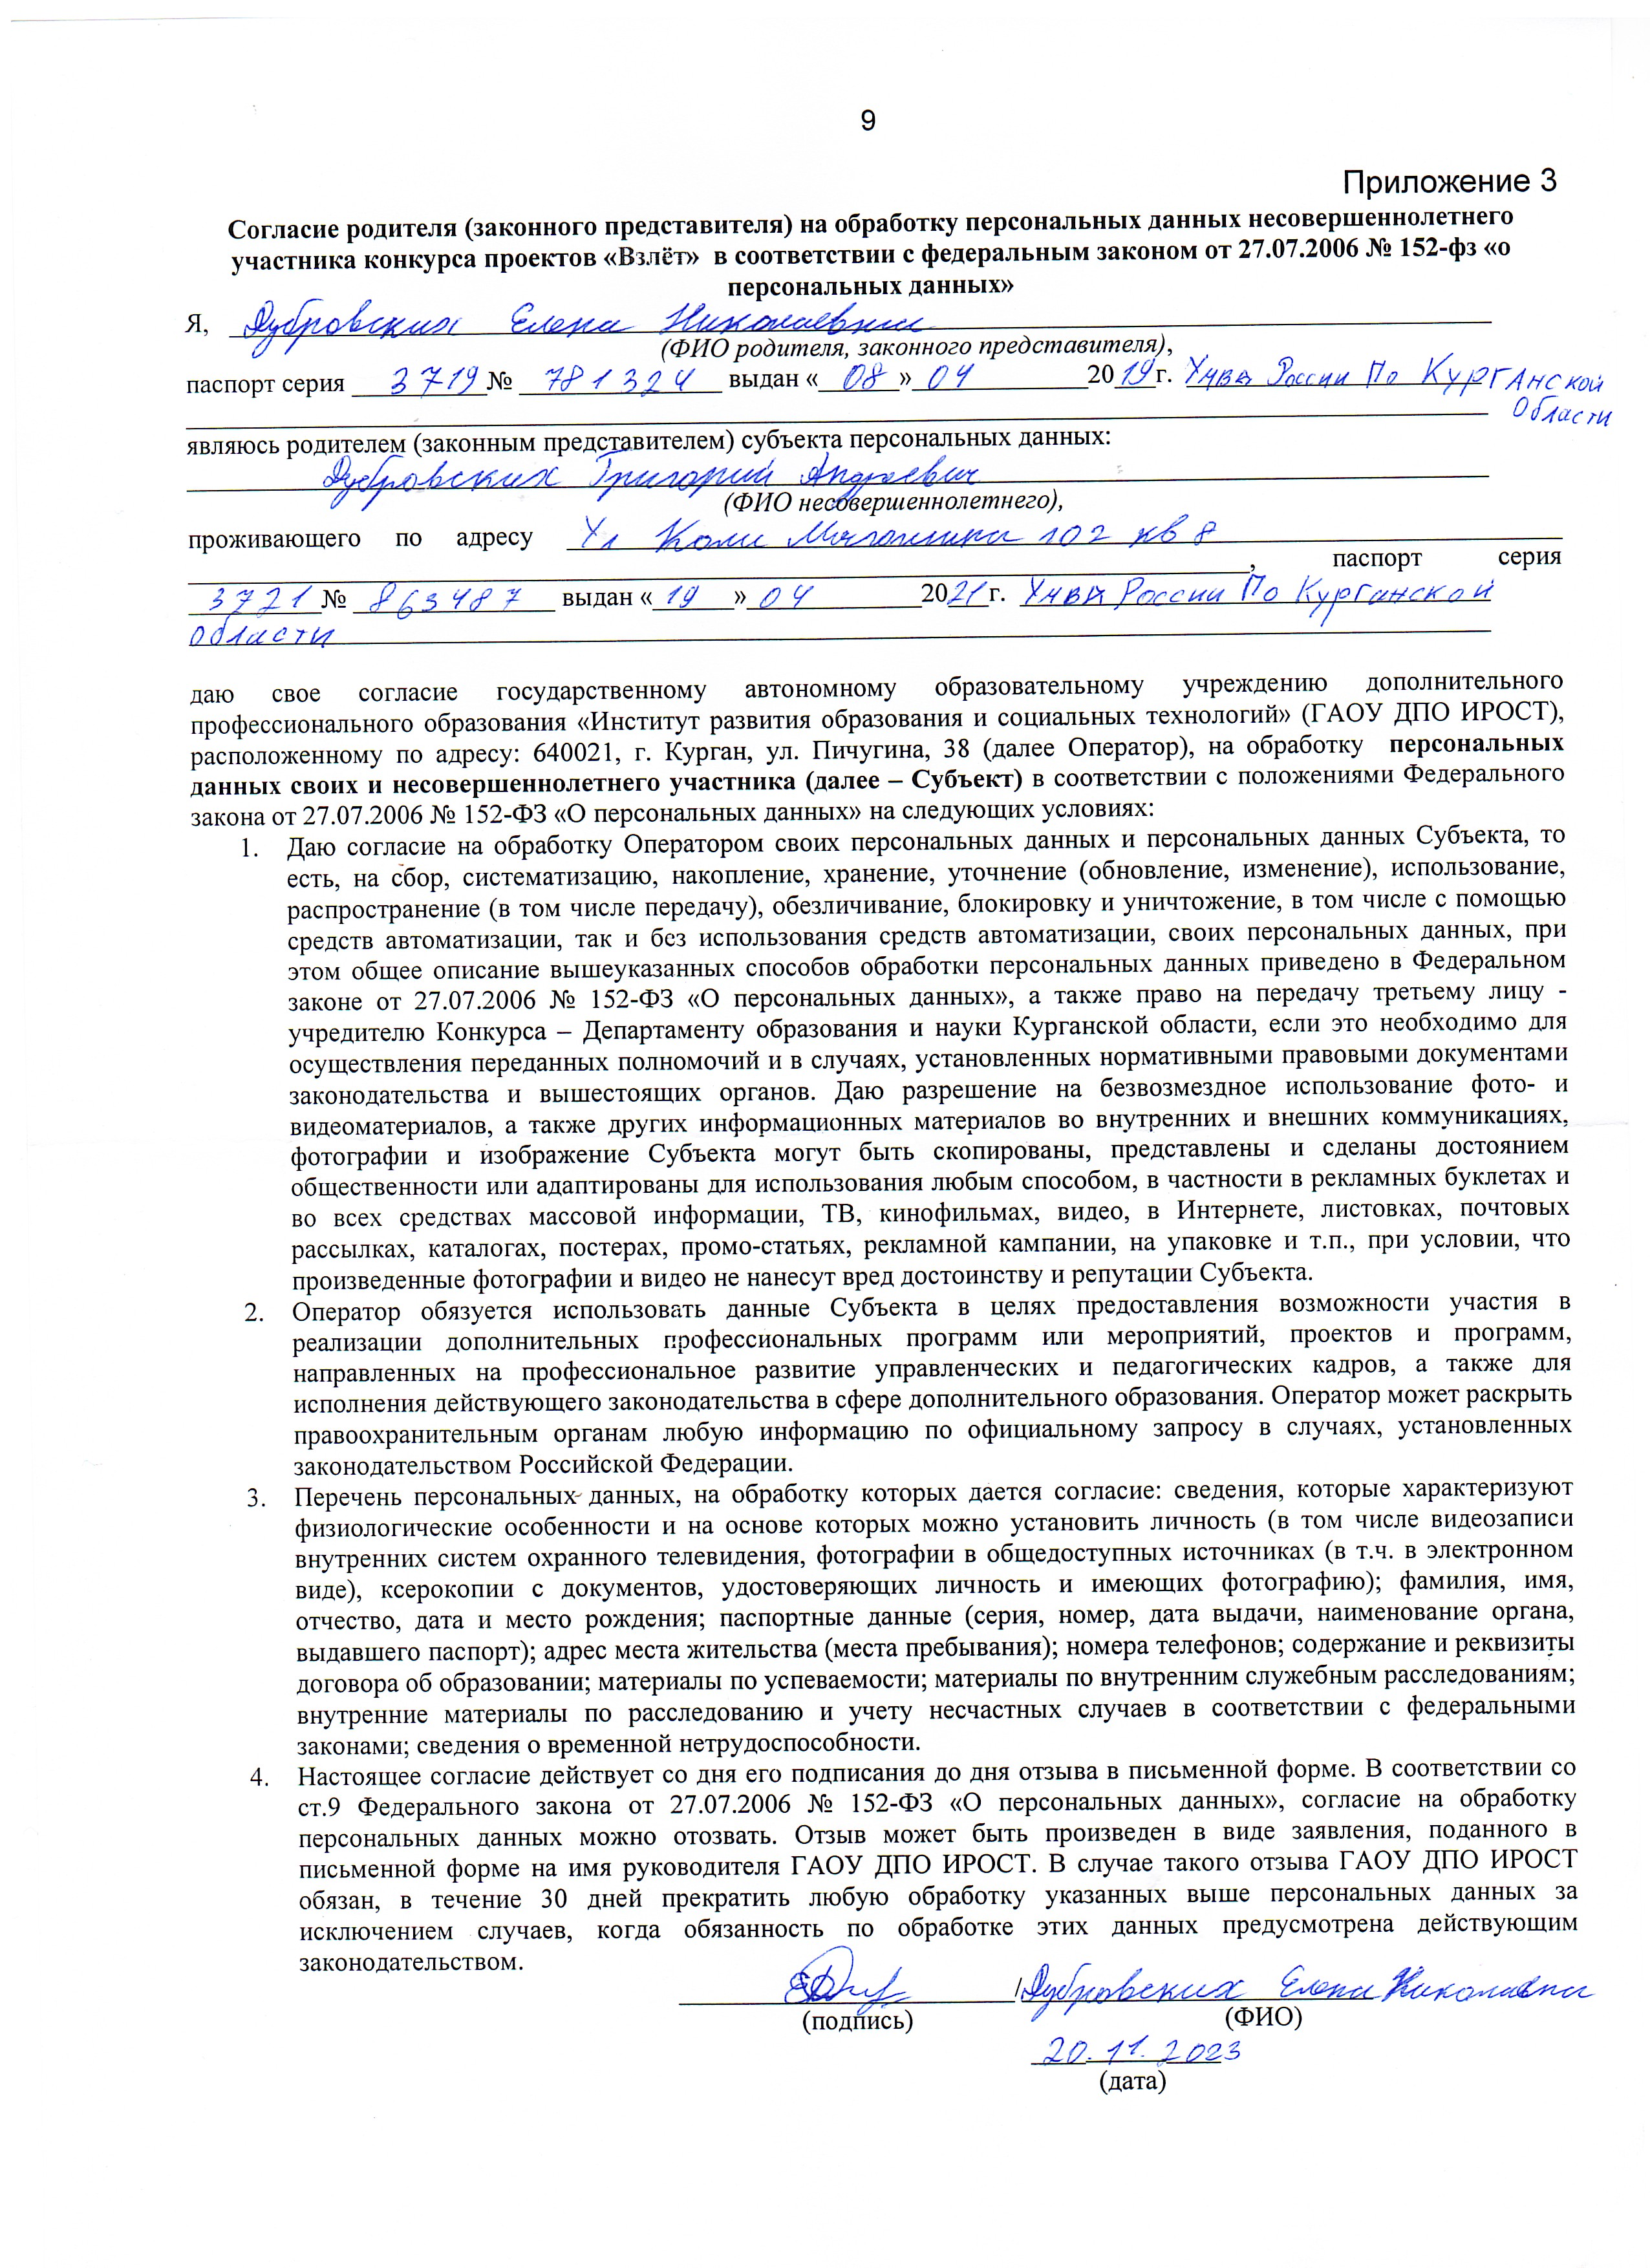 9
Приложение 3
Согласие родителя (законного представителя) на обработку персональных данных несовершеннолетнего
участника конкурса проектов «Взлёт» в соответствии с федеральным законом от 27.07.2006 № 152-фз «о
персональных данных»
Я, Дубровских Елена Николаевна
(ФИО родителя, законного представителя),
паспорт серия 3719 № 781324 выдан «08» 04 2019г. Умвд России По Курганской
Области
являюсь родителем (законным представителем) субъекта персональных данных:
Дубровских Григорий Андреевич
(ФИО несовершеннолетнего),
проживающего по адресу Ул Коли Мяготина 102 кв 8
, паспорт серия
3721 № 863487 выдан «19» 04 2021г. Умвд России По Курганской
области
даю свое согласие государственному автономному образовательному учреждению дополнительного
профессионального образования «Институт развития образования и социальных технологий» (ГАОУ ДПО ИРОСТ),
расположенному по адресу: 640021, г. Курган, ул. Пичугина, 38 (далее Оператор), на обработку персональных
данных своих и несовершеннолетнего участника (далее – Субъект) в соответствии с положениями Федерального
закона от 27.07.2006 № 152-ФЗ «О персональных данных» на следующих условиях:
1. Даю согласие на обработку Оператором своих персональных данных и персональных данных Субъекта, то
есть, на сбор, систематизацию, накопление, хранение, уточнение (обновление, изменение), использование,
распространение (в том числе передачу), обезличивание, блокировку и уничтожение, в том числе с помощью
средств автоматизации, так и без использования средств автоматизации, своих персональных данных, при
этом общее описание вышеуказанных способов обработки персональных данных приведено в Федеральном
законе от 27.07.2006 № 152-ФЗ «О персональных данных», а также право на передачу третьему лицу -
учредителю Конкурса – Департаменту образования и науки Курганской области, если это необходимо для
осуществления переданных полномочий и в случаях, установленных нормативными правовыми документами
законодательства и вышестоящих органов. Даю разрешение на безвозмездное использование фото- и
видеоматериалов, а также других информационных материалов во внутренних и внешних коммуникациях,
фотографии и изображение Субъекта могут быть скопированы, представлены и сделаны достоянием
общественности или адаптированы для использования любым способом, в частности в рекламных буклетах и
во всех средствах массовой информации, ТВ, кинофильмах, видео, в Интернете, листовках, почтовых
рассылках, каталогах, постерах, промо-статьях, рекламной кампании, на упаковке и т.п., при условии, что
произведенные фотографии и видео не нанесут вред достоинству и репутации Субъекта.
2. Оператор обязуется использовать данные Субъекта в целях предоставления возможности участия в
реализации дополнительных профессиональных программ или мероприятий, проектов и программ,
направленных на профессиональное развитие управленческих и педагогических кадров, а также для
исполнения действующего законодательства в сфере дополнительного образования. Оператор может раскрыть
правоохранительным органам любую информацию по официальному запросу в случаях, установленных
законодательством Российской Федерации.
3. Перечень персональных данных, на обработку которых дается согласие: сведения, которые характеризуют
физиологические особенности и на основе которых можно установить личность (в том числе видеозаписи
внутренних систем охранного телевидения, фотографии в общедоступных источниках (в т.ч. в электронном
виде), ксерокопии с документов, удостоверяющих личность и имеющих фотографию); фамилия, имя,
отчество, дата и место рождения; паспортные данные (серия, номер, дата выдачи, наименование органа,
выдавшего паспорт); адрес места жительства (места пребывания); номера телефонов; содержание и реквизиты
договора об образовании; материалы по успеваемости; материалы по внутренним служебным расследованиям;
внутренние материалы по расследованию и учету несчастных случаев в соответствии с федеральными
законами; сведения о временной нетрудоспособности.
4. Настоящее согласие действует со дня его подписания до дня отзыва в письменной форме. В соответствии со
ст.9 Федерального закона от 27.07.2006 № 152-ФЗ «О персональных данных», согласие на обработку
персональных данных можно отозвать. Отзыв может быть произведен в виде заявления, поданного в
письменной форме на имя руководителя ГАОУ ДПО ИРОСТ. В случае такого отзыва ГАОУ ДПО ИРОСТ
обязан, в течение 30 дней прекратить любую обработку указанных выше персональных данных за
исключением случаев, когда обязанность по обработке этих данных предусмотрена действующим
законодательством.
/Дубровских Елена Николаевна
(подпись) (ФИО)
20.11.2023
(дата)